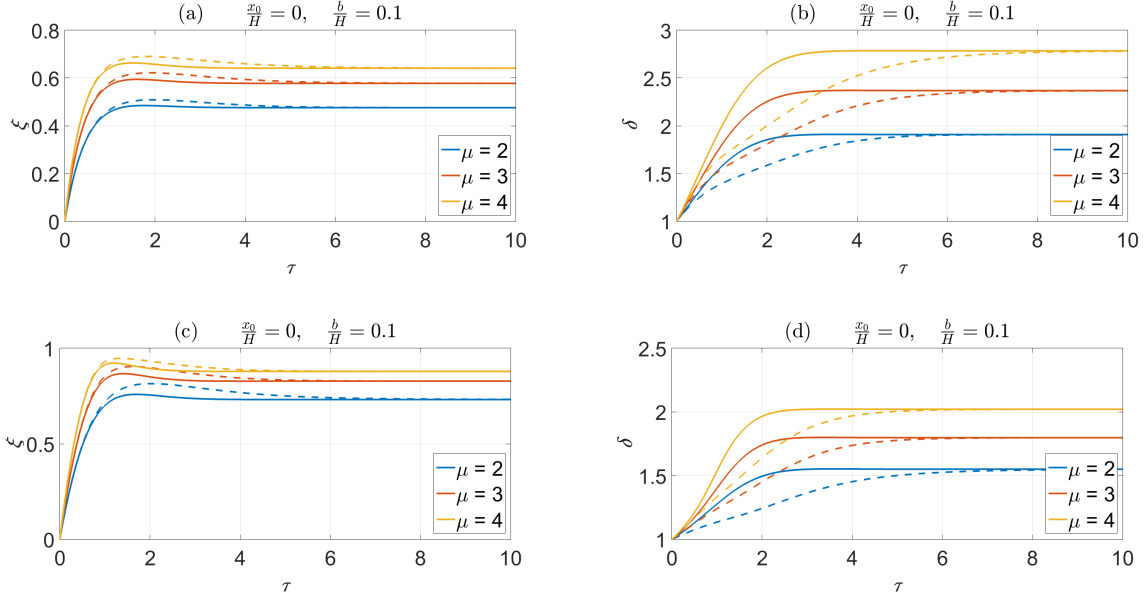 (a) x₀/H = 0, b/H = 0.1
0.8
0.6
0.4
0.2
0
ξ
0 2 4 6 8 10
τ
μ = 2
μ = 3
μ = 4
(b) x₀/H = 0, b/H = 0.1
3
2.5
2
1.5
1
δ
0 2 4 6 8 10
τ
μ = 2
μ = 3
μ = 4
(c) x₀/H = 0, b/H = 0.1
1
0.5
0
ξ
0 2 4 6 8 10
τ
μ = 2
μ = 3
μ = 4
(d) x₀/H = 0, b/H = 0.1
2.5
2
1.5
1
δ
0 2 4 6 8 10
τ
μ = 2
μ = 3
μ = 4